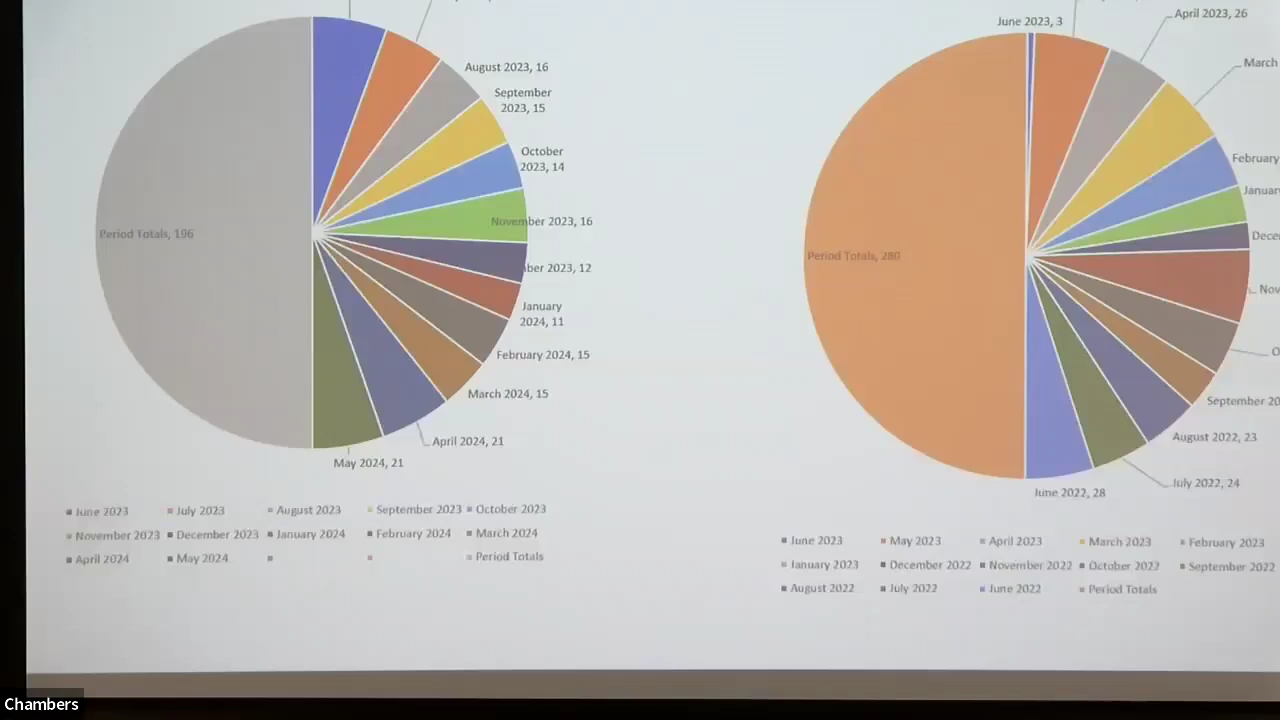 August 2023, 16
September
2023, 15
October
2023, 14
November 2023, 16
ber 2023, 12
January
2024, 11
February 2024, 15
March 2024, 15
April 2024, 21
May 2024, 21
Period Totals, 196
June 2023
July 2023
August 2023
September 2023
October 2023
November 2023
December 2023
January 2024
February 2024
March 2024
April 2024
May 2024
Period Totals
June 2023, 3
April 2023, 26
March
February
Januar
Dece
Nov
O
September 20
August 2022, 23
July 2022, 24
June 2022, 28
Period Totals, 280
June 2023
May 2023
April 2023
March 2023
February 2023
January 2023
December 2022
November 2022
October 2022
September 2022
August 2022
July 2022
June 2022
Period Totals
Chambers